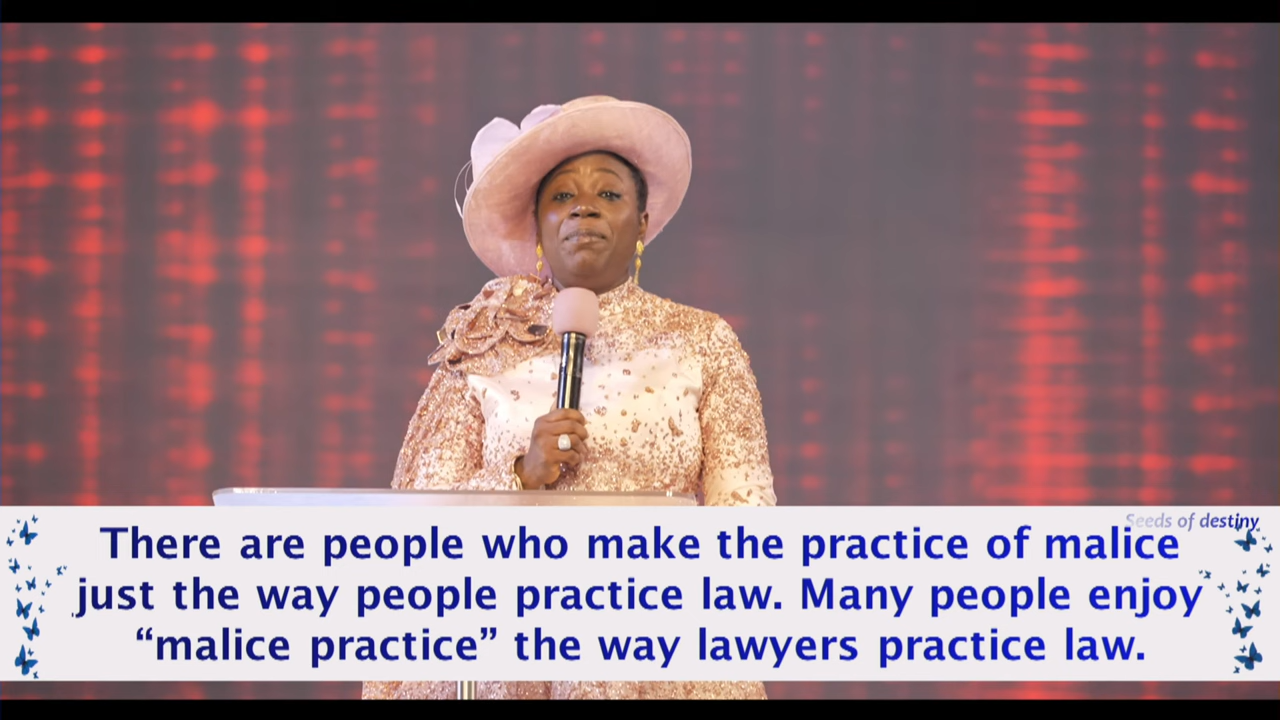 Seeds of destiny
There are people who make the practice of malice
just the way people practice law. Many people enjoy
“malice practice” the way lawyers practice law.